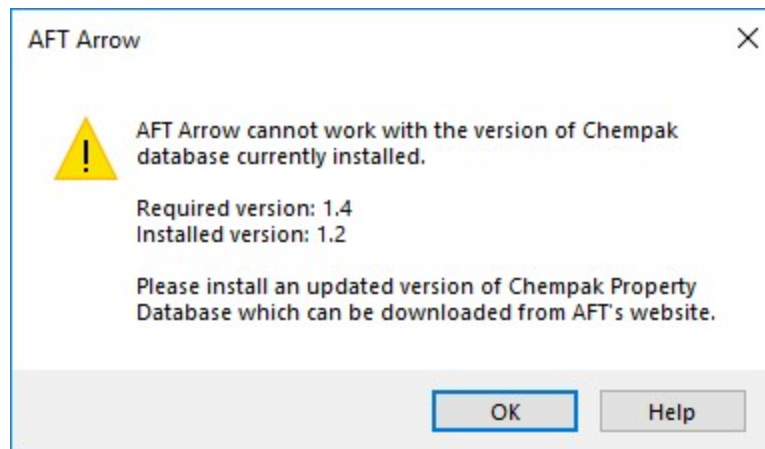 AFT Arrow
AFT Arrow cannot work with the version of Chempak
database currently installed.
Required version: 1.4
Installed version: 1.2
Please install an updated version of Chempak Property
Database which can be downloaded from AFT's website.
OK
Help